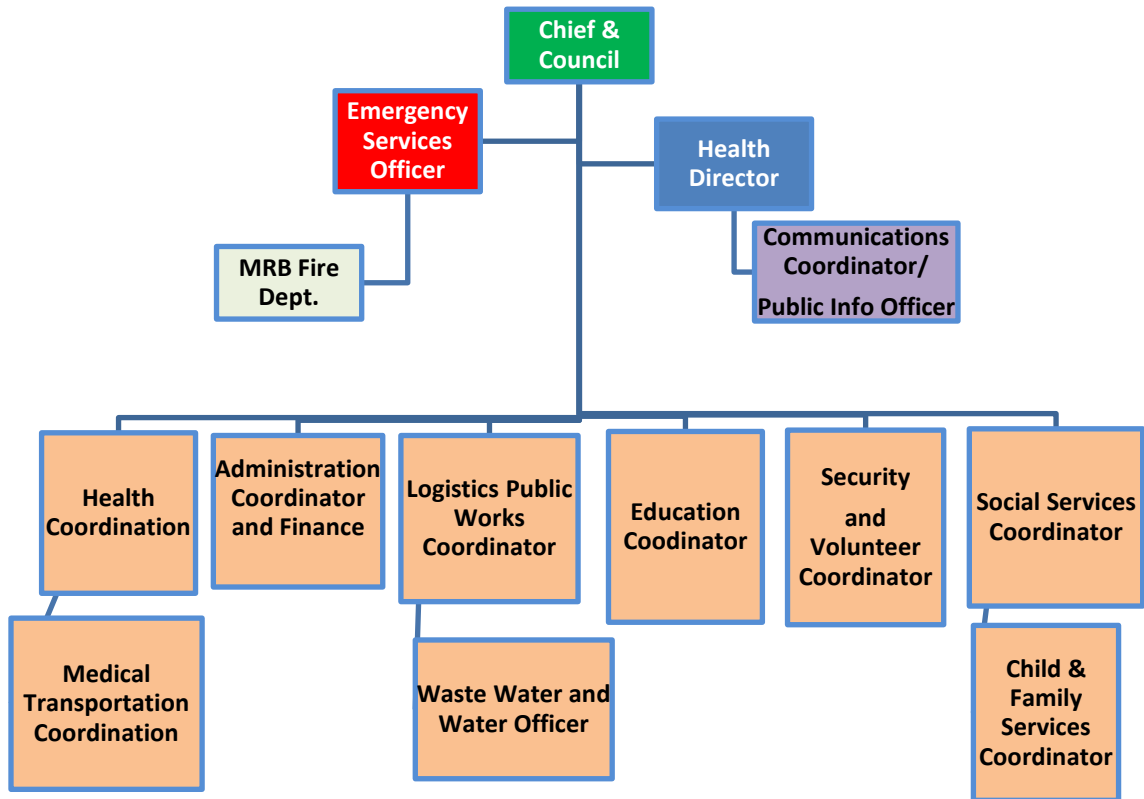 Chief &
Council
Emergency
Services
Officer
Health
Director
MRB Fire
Dept.
Communications
Coordinator/
Public Info Officer
Health
Coordination
Administration
Coordinator
and Finance
Logistics Public
Works
Coordinator
Education
Coodinator
Security
and
Volunteer
Coordinator
Social Services
Coordinator
Medical
Transportation
Coordination
Waste Water and
Water Officer
Child &
Family
Services
Coordinator